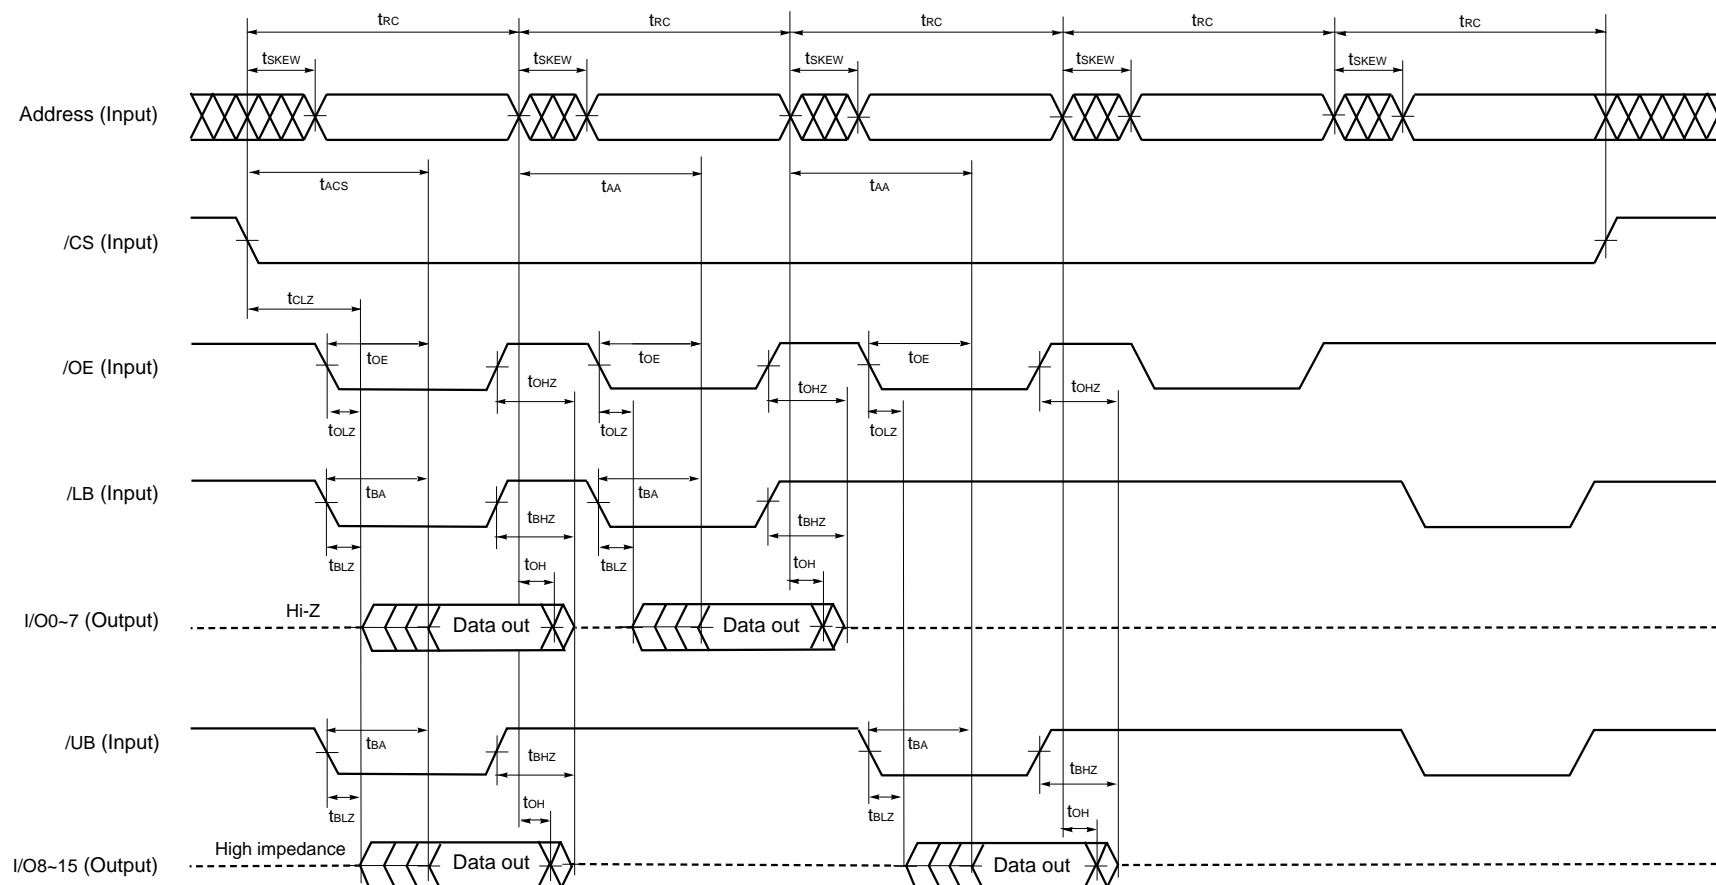 tRC tRC tRC tRC tRC
tSKEW tSKEW tSKEW tSKEW tSKEW
Address (Input)
tACS tAA tAA
/CS (Input)
tCLZ
/OE (Input)
tOE tOE tOE
tOHZ tOHZ tOHZ
tOLZ tOLZ tOLZ
/LB (Input)
tBA tBA
tBHZ tBHZ
tBLZ tBLZ
tOH tOH
I/O0~7 (Output)
Hi-Z
Data out Data out
/UB (Input)
tBA tBA
tBHZ tBHZ
tBLZ tBLZ
tOH tOH
I/O8~15 (Output)
High impedance
Data out Data out